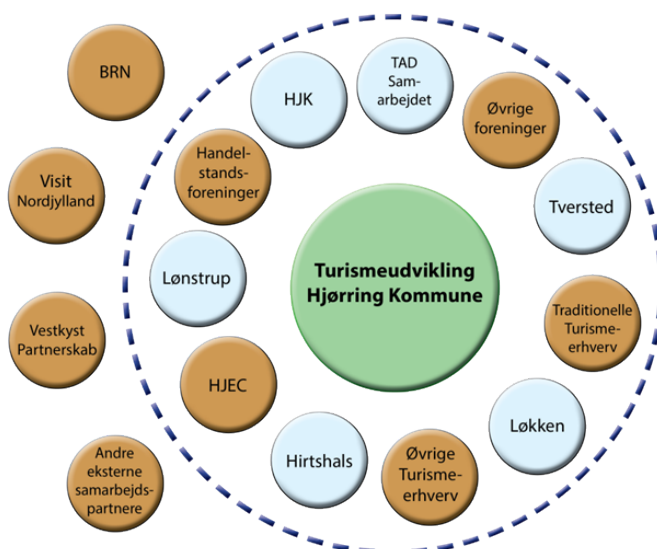 BRN
Visit
Nordjylland
Vestkyst
Partnerskab
Andre
eksterne
samarbejds-
partnere
HJK
TAD
Sam-
arbejdet
Øvrige
foreninger
Handel-
stands-
foreninger
Tversted
Lønstrup
Turismeudvikling
Hjørring Kommune
Traditionelle
Turisme-
erhverv
HJEC
Løkken
Hirtshals
Øvrige
Turisme-
erhverv